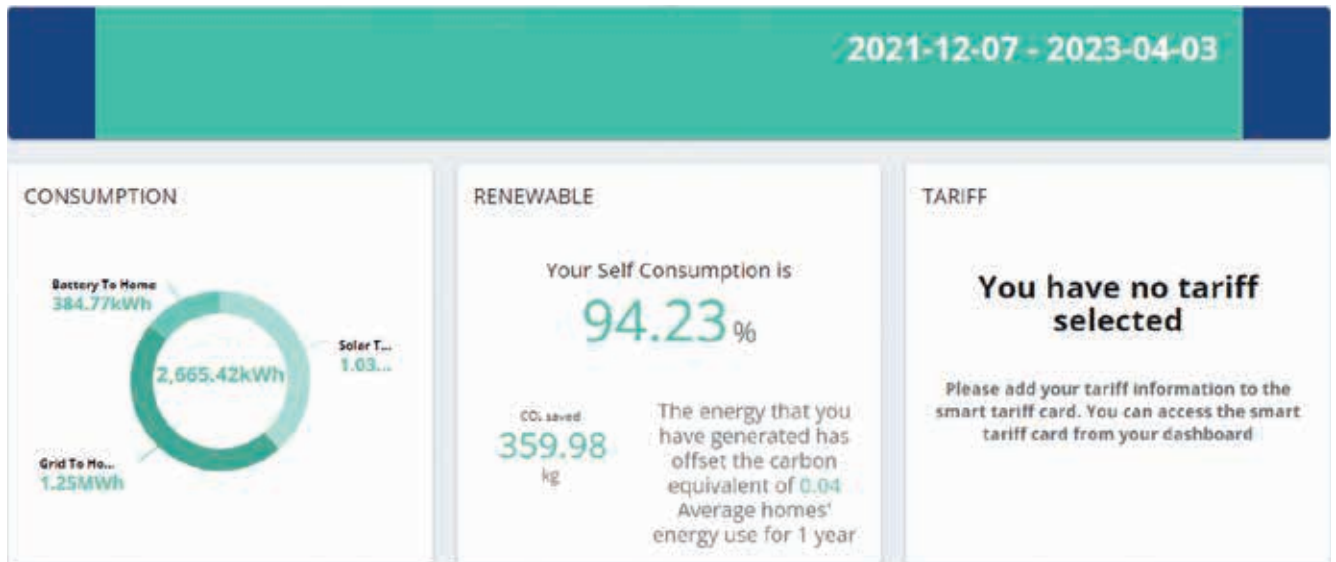 2021-12-07 - 2023-04-03
CONSUMPTION
Battery To Home
384.77kWh
Solar T...
1.03...
2,665.42kWh
Grid To Ho...
1.25MWh
RENEWABLE
Your Self Consumption is
94.23 %
CO₂ saved
359.98
kg
The energy that you
have generated has
offset the carbon
equivalent of 0.04
Average homes'
energy use for 1 year
TARIFF
You have no tariff
selected
Please add your tariff information to the
smart tariff card. You can access the smart
tariff card from your dashboard